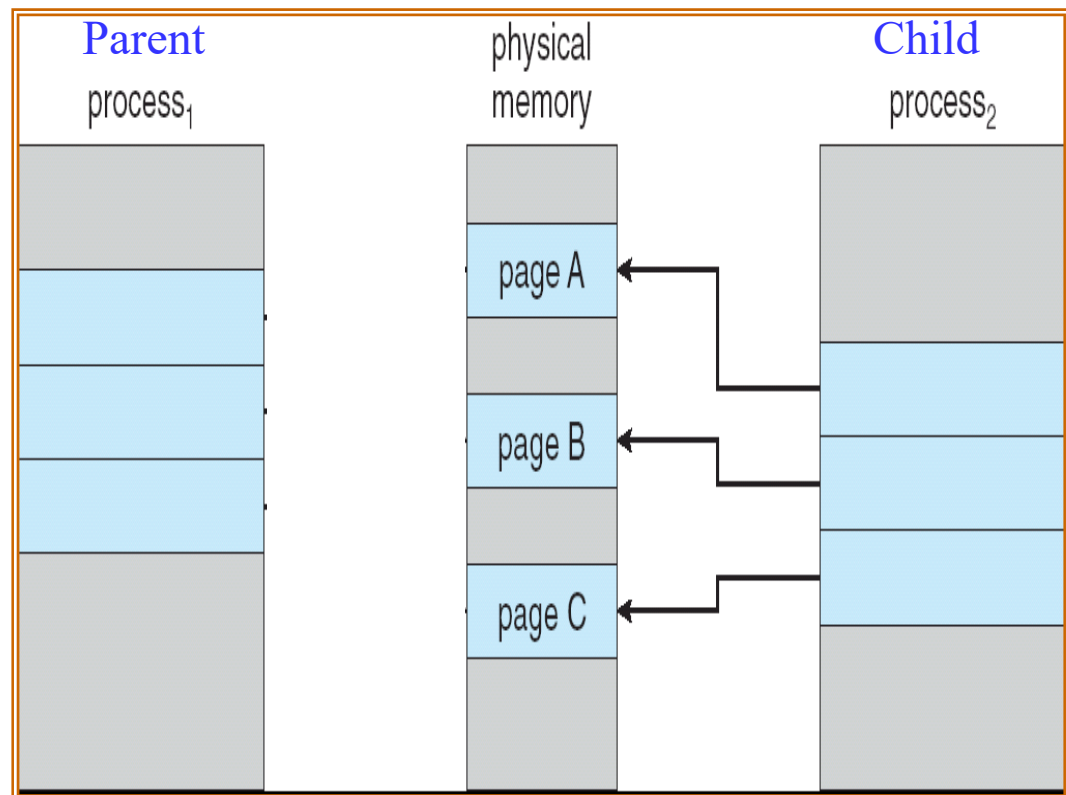 Parent
process₁
physical
memory
Child
process₂
page A
page B
page C